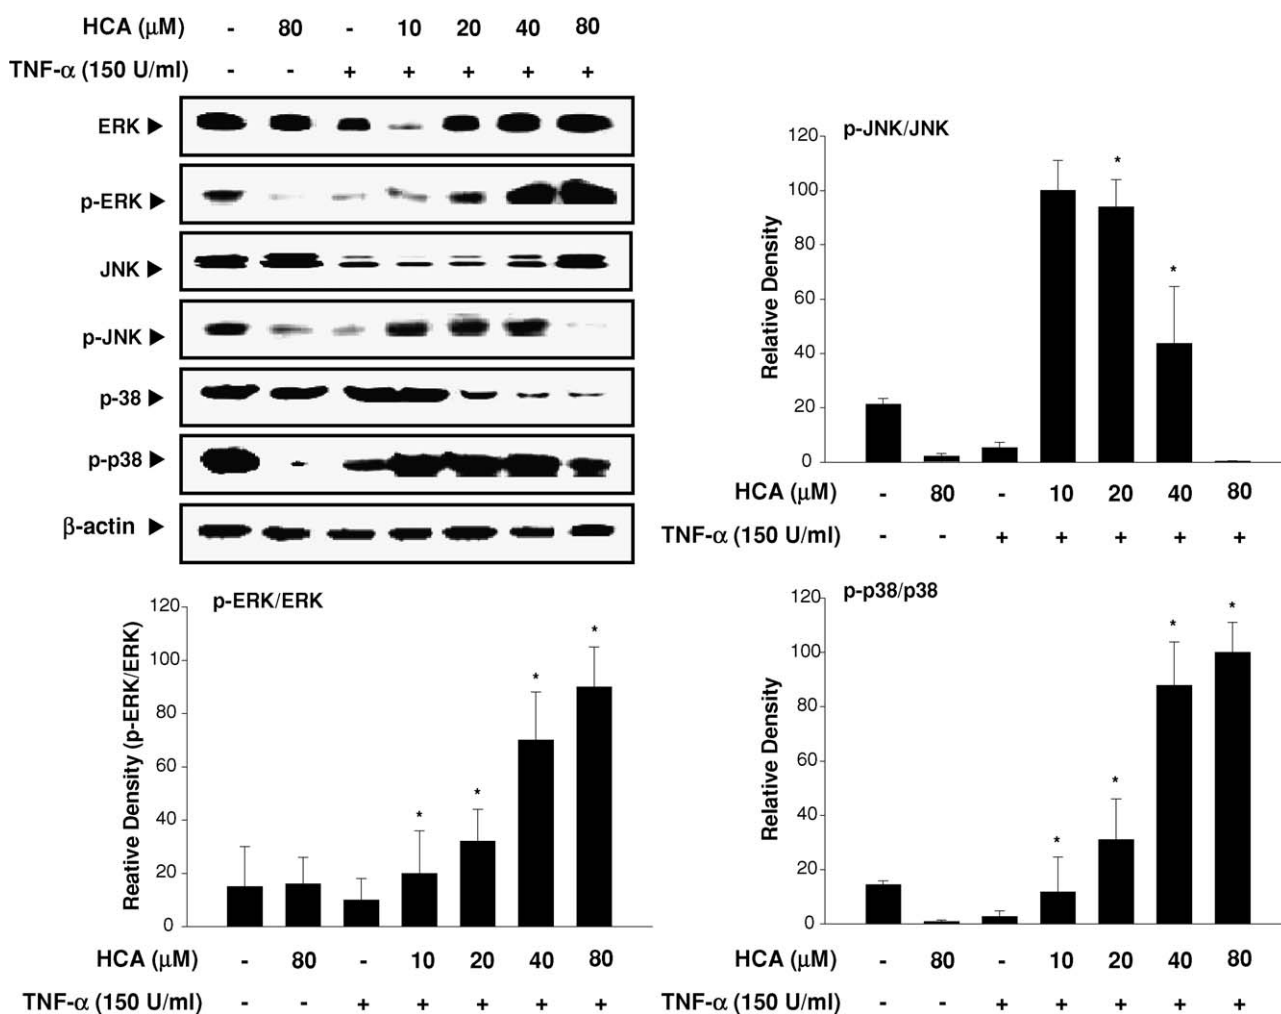 HCA (μM) - 80 - 10 20 40 80
TNF-α (150 U/ml) - - + + + + +
ERK ►
p-ERK ►
JNK ►
p-JNK ►
p-38 ►
p-p38 ►
β-actin ►
p-JNK/JNK
Relative Density
120
100
80
60
40
20
0
* *
HCA (μM) - 80 - 10 20 40 80
TNF-α (150 U/ml) - - + + + + +
p-ERK/ERK
Reative Density (p-ERK/ERK)
120
100
80
60
40
20
0
* * * *
HCA (μM) - 80 - 10 20 40 80
TNF-α (150 U/ml) - - + + + + +
p-p38/p38
Relative Density
120
100
80
60
40
20
0
* * * *
HCA (μM) - 80 - 10 20 40 80
TNF-α (150 U/ml) - - + + + + +